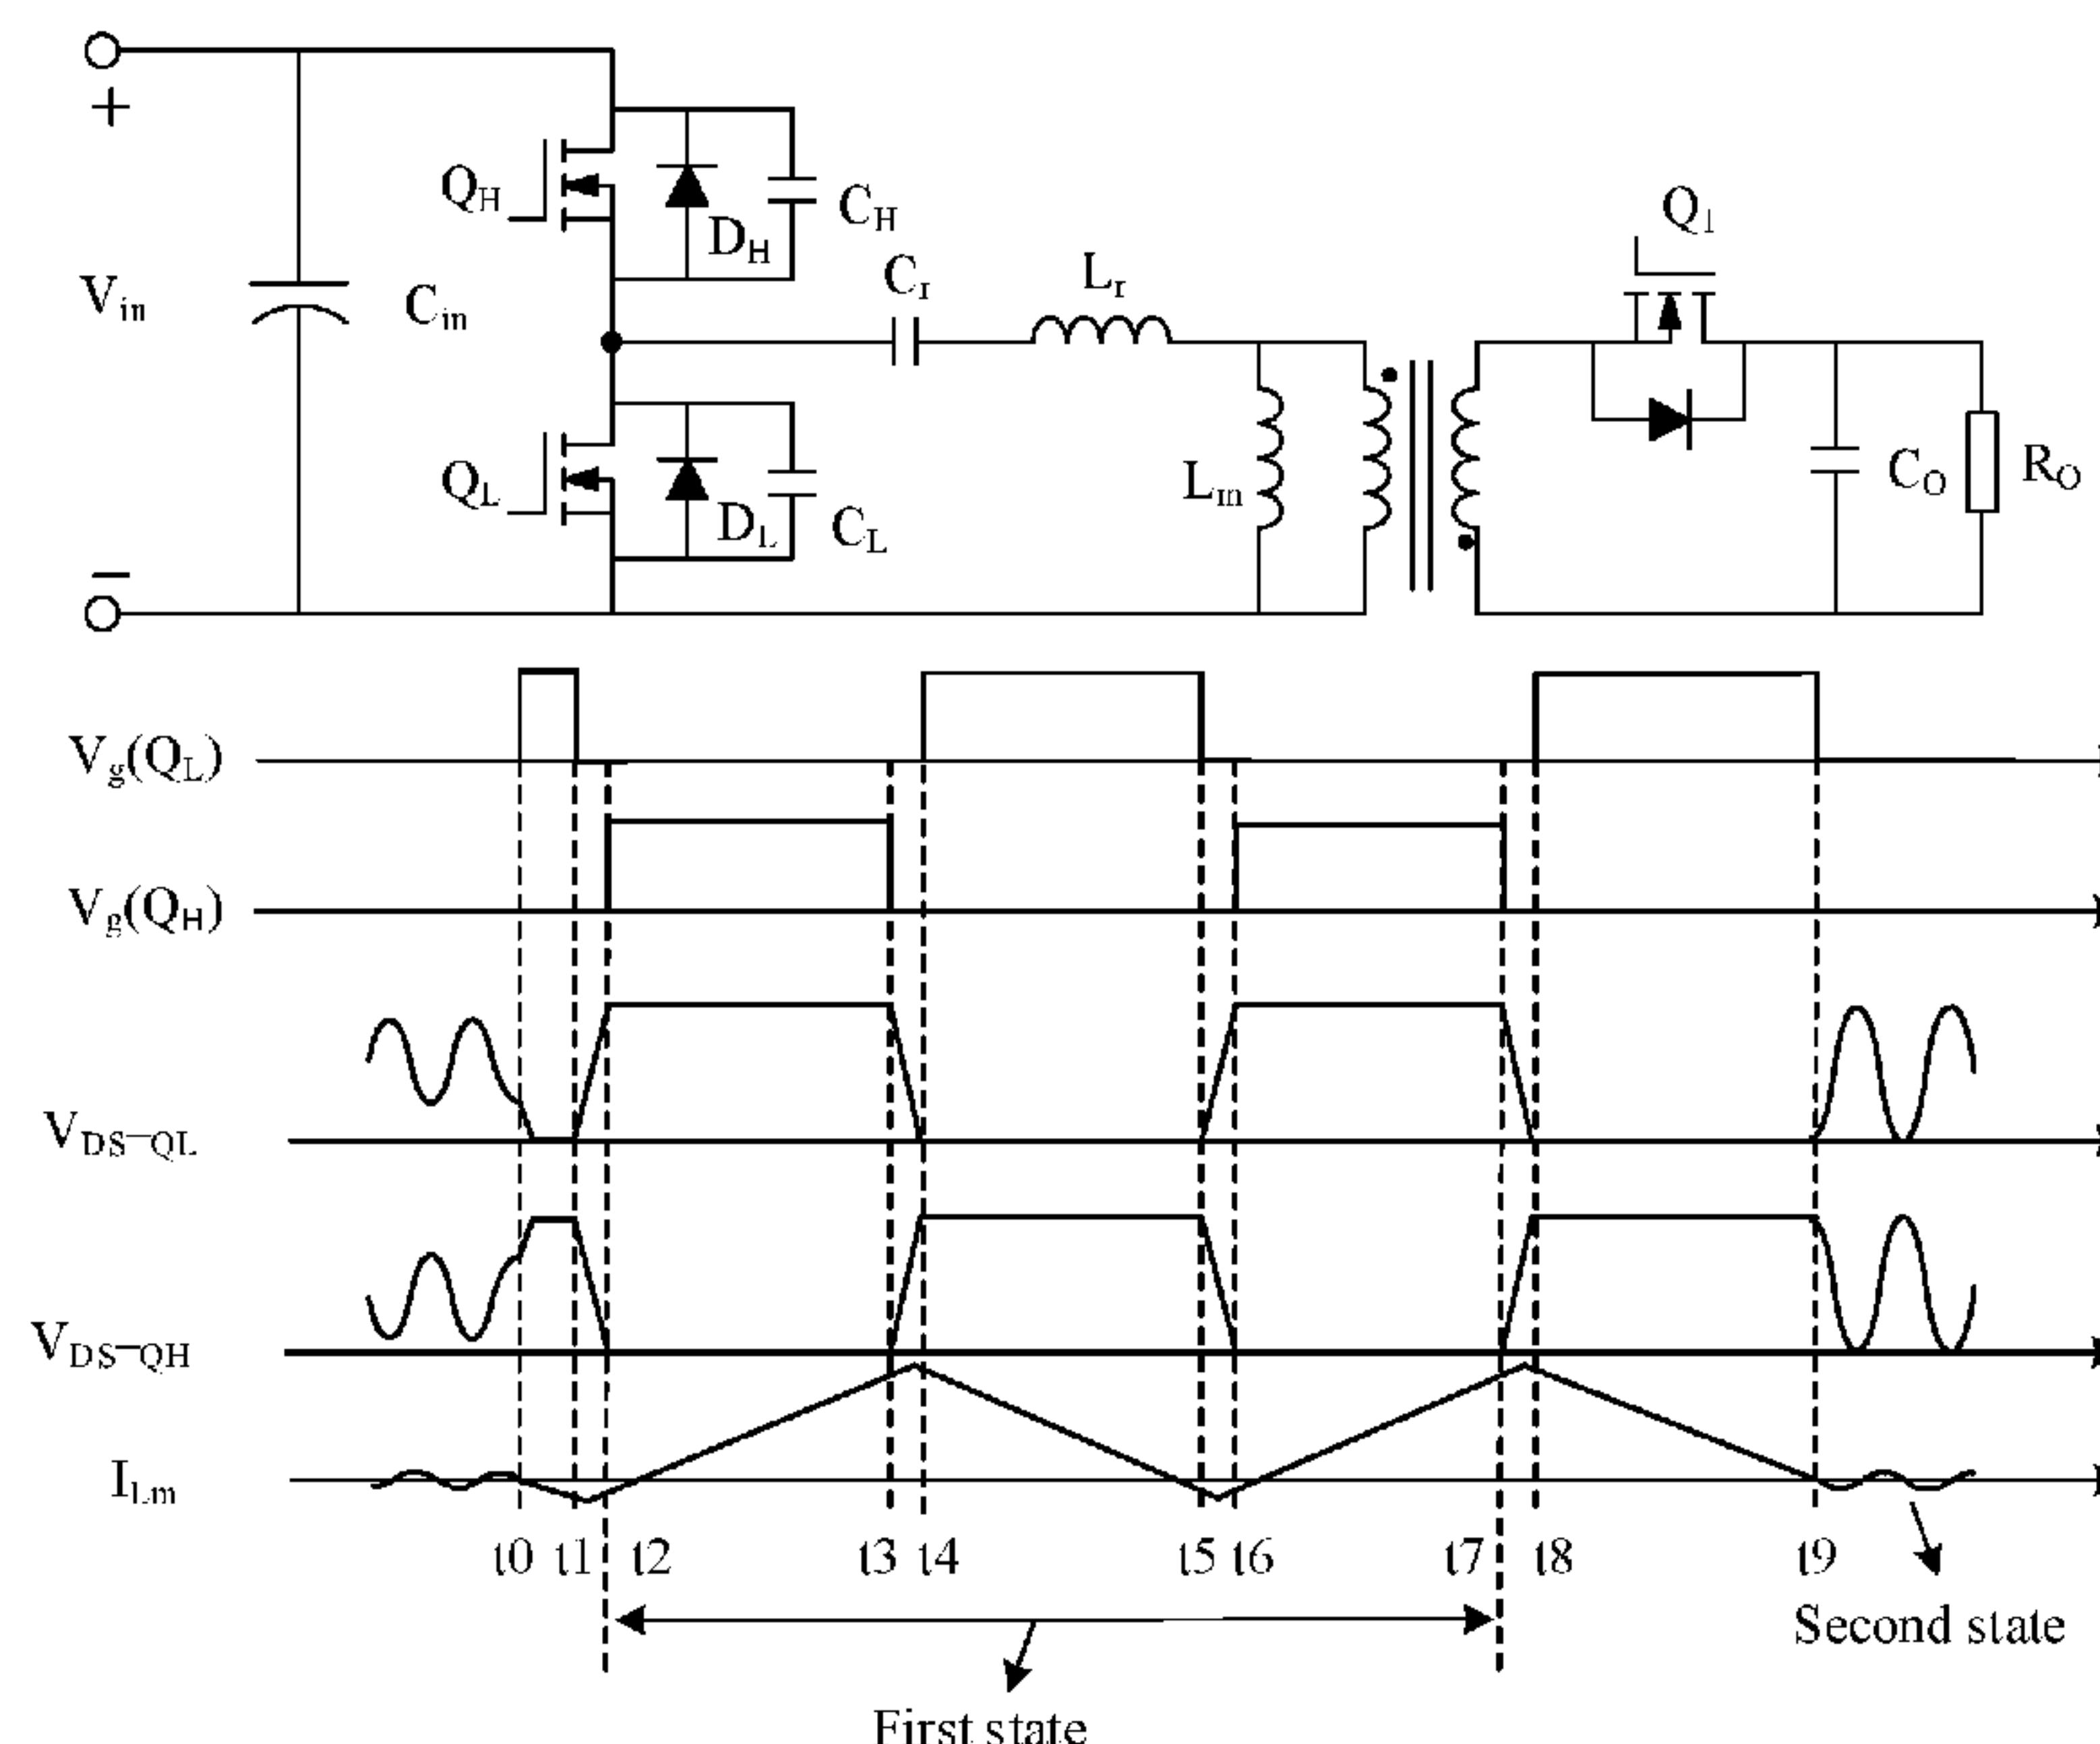 +
V_in
C_in
−
Q_H
D_H
C_H
Q_L
D_L
C_L
C_r
L_r
L_m
Q_1
C_O
R_O
V_g(Q_L)
V_g(Q_H)
V_DS-QL
V_DS-QH
I_Lm
t0 t1 t2 t3 t4 t5 t6 t7 t8 t9
Second state
First state